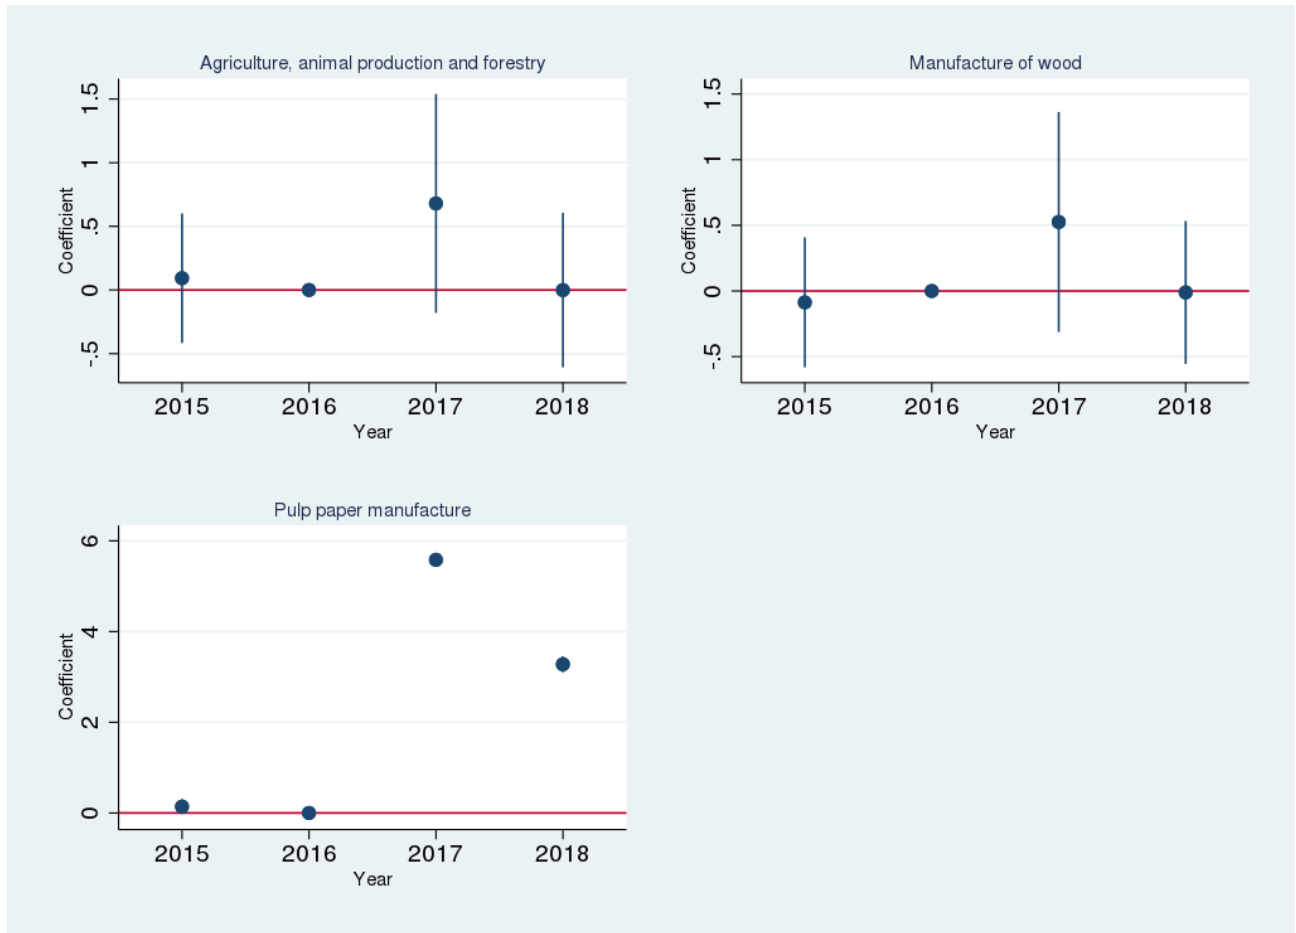 Agriculture, animal production and forestry
1.5
1
.5
0
-.5
Coefficient
2015 2016 2017 2018
Year
Manufacture of wood
1.5
1
.5
0
-.5
Coefficient
2015 2016 2017 2018
Year
Pulp paper manufacture
6
4
2
0
Coefficient
2015 2016 2017 2018
Year